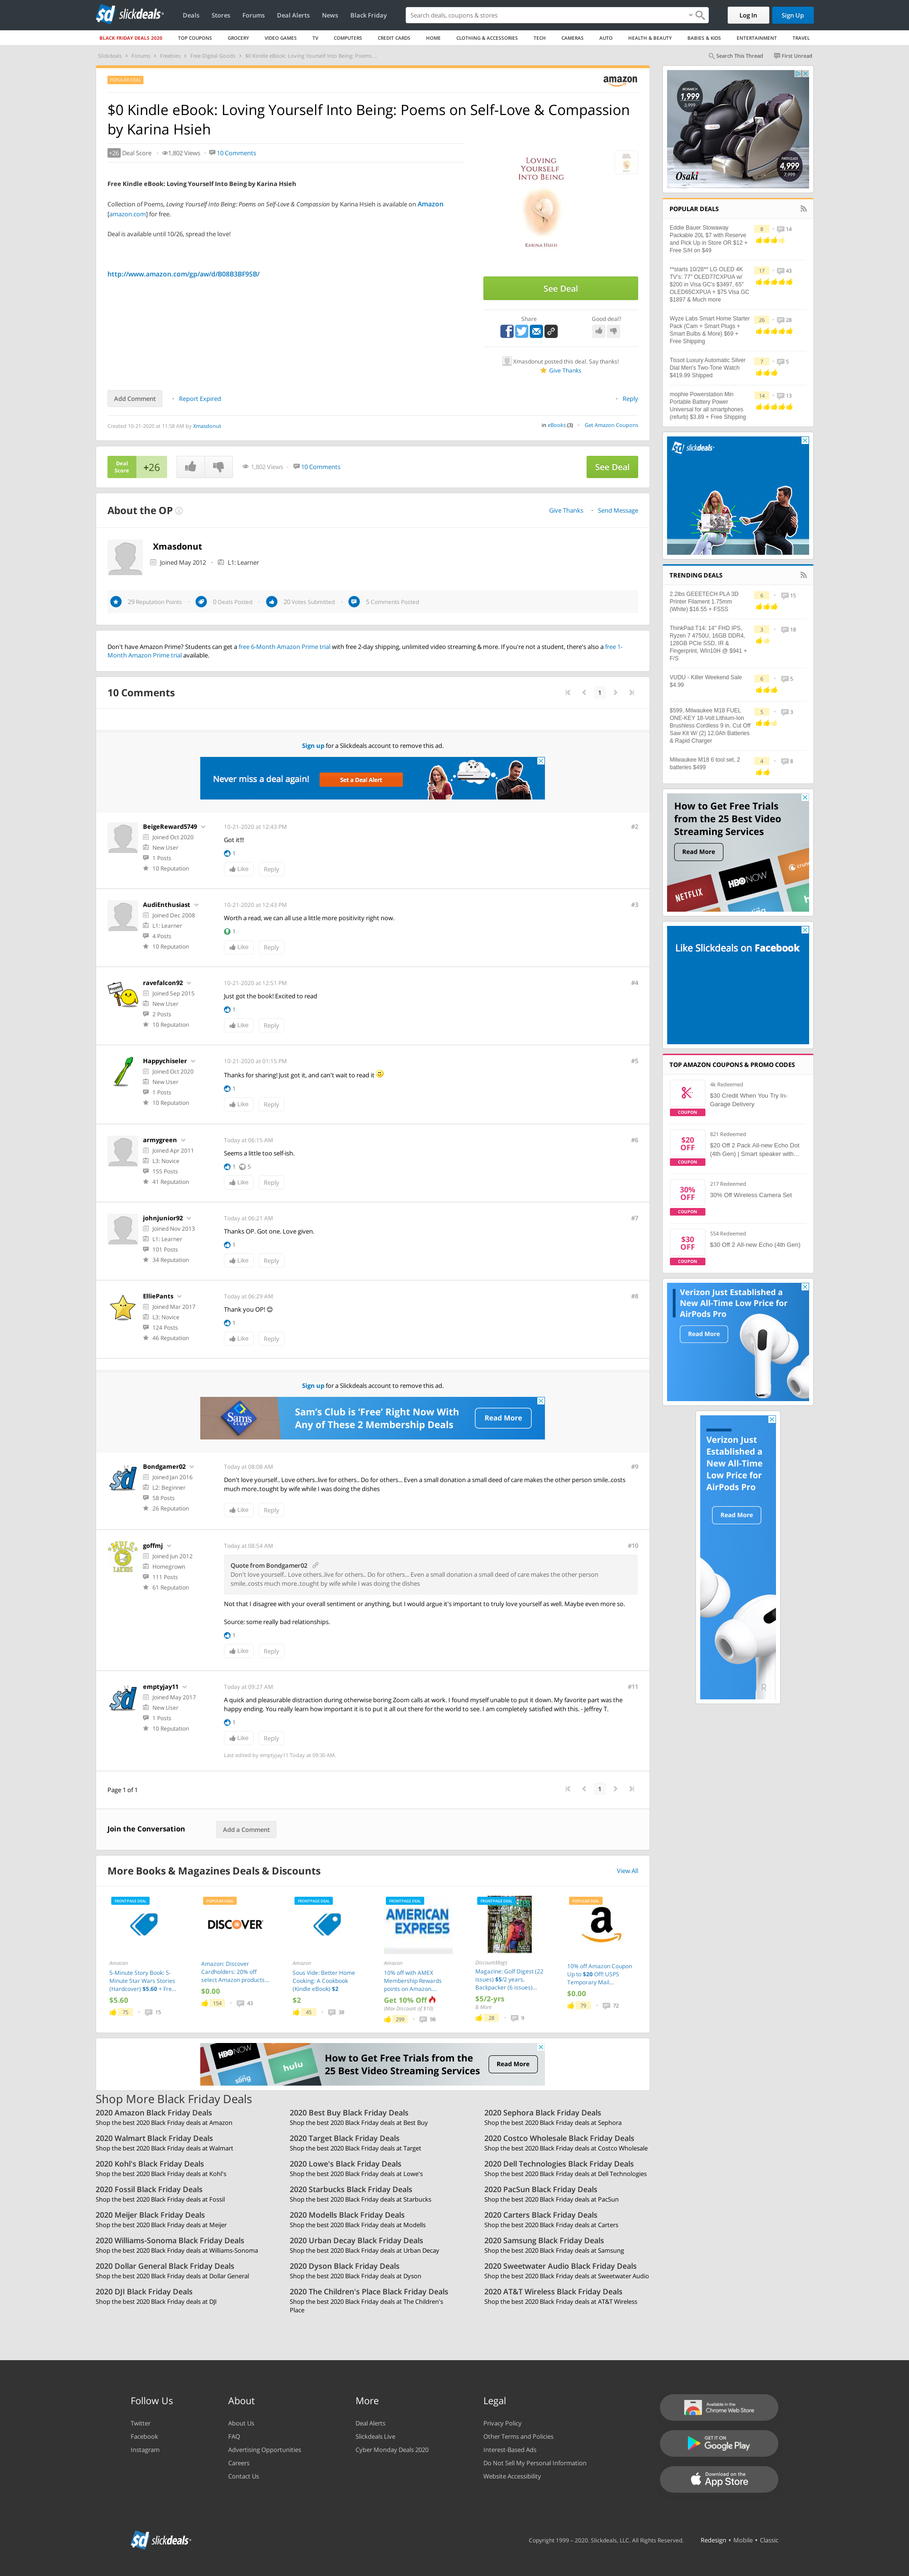 slickdeals
Deals Stores Forums Deal Alerts News Black Friday
Search deals, coupons & stores
Log In Sign Up
BLACK FRIDAY DEALS 2020 TOP COUPONS GROCERY VIDEO GAMES TV COMPUTERS CREDIT CARDS HOME CLOTHING & ACCESSORIES TECH CAMERAS AUTO HEALTH & BEAUTY BABIES & KIDS ENTERTAINMENT TRAVEL
Slickdeals > Forums > Freebies > Free Digital Goods > $0 Kindle eBook: Loving Yourself Into Being: Poems ...
Search This Thread First Unread
POPULAR DEAL
amazon
$0 Kindle eBook: Loving Yourself Into Being: Poems on Self-Love & Compassion
by Karina Hsieh
+26 Deal Score 1,802 Views 10 Comments
Free Kindle eBook: Loving Yourself Into Being by Karina Hsieh
Collection of Poems, Loving Yourself Into Being: Poems on Self-Love & Compassion by Karina Hsieh is available on Amazon
[amazon.com] for free.
Deal is available until 10/26, spread the love!
http://www.amazon.com/gp/aw/d/B08B3BF9SB/
LOVING
YOURSELF
INTO BEING
KARINA HSIEH
See Deal
Share Good deal?
Xmasdonut posted this deal. Say thanks!
Give Thanks
Add Comment Report Expired Reply
Created 10-21-2020 at 11:58 AM by Xmasdonut
in eBooks (3) Get Amazon Coupons
Deal
Score
+26
1,802 Views 10 Comments
See Deal
About the OP
Give Thanks Send Message
Xmasdonut
Joined May 2012 L1: Learner
29 Reputation Points 0 Deals Posted 20 Votes Submitted 5 Comments Posted
Don't have Amazon Prime? Students can get a free 6-Month Amazon Prime trial with free 2-day shipping, unlimited video streaming & more. If you're not a student, there's also a free 1-
Month Amazon Prime trial available.
10 Comments
1
Sign up for a Slickdeals account to remove this ad.
Never miss a deal again!
Set a Deal Alert
BeigeReward5749
Joined Oct 2020
New User
1 Posts
10 Reputation
10-21-2020 at 12:43 PM
#2
Got it!!!
1
Like Reply
AudiEnthusiast
Joined Dec 2008
L1: Learner
4 Posts
10 Reputation
10-21-2020 at 12:43 PM
#3
Worth a read, we can all use a little more positivity right now.
1
Like Reply
ravefalcon92
Joined Sep 2015
New User
2 Posts
10 Reputation
10-21-2020 at 12:51 PM
#4
Just got the book! Excited to read
1
Like Reply
Happychiseler
Joined Oct 2020
New User
1 Posts
10 Reputation
10-21-2020 at 01:15 PM
#5
Thanks for sharing! Just got it, and can't wait to read it
1
Like Reply
armygreen
Joined Apr 2011
L3: Novice
155 Posts
41 Reputation
Today at 06:15 AM
#6
Seems a little too self-ish.
1 5
Like Reply
johnjunior92
Joined Nov 2013
L1: Learner
101 Posts
34 Reputation
Today at 06:21 AM
#7
Thanks OP. Got one. Love given.
1
Like Reply
ElliePants
Joined Mar 2017
L3: Novice
124 Posts
46 Reputation
Today at 06:29 AM
#8
Thank you OP! 😊
1
Like Reply
Sign up for a Slickdeals account to remove this ad.
Sam's
CLUB
Sam's Club is 'Free' Right Now With
Any of These 2 Membership Deals
Read More
Bondgamer02
Joined Jan 2016
L2: Beginner
58 Posts
26 Reputation
Today at 08:08 AM
#9
Don't love yourself.. Love others..live for others.. Do for others... Even a small donation a small deed of care makes the other person smile..costs
much more..tought by wife while I was doing the dishes
Like Reply
goffmj
Joined Jun 2012
Homegrown
111 Posts
61 Reputation
Today at 08:54 AM
#10
Quote from Bondgamer02
Don't love yourself.. Love others..live for others.. Do for others... Even a small donation a small deed of care makes the other person
smile..costs much more..tought by wife while I was doing the dishes
Not that I disagree with your overall sentiment or anything, but I would argue it's important to truly love yourself as well. Maybe even more so.
Source: some really bad relationships.
1
Like Reply
emptyjay11
Joined May 2017
New User
1 Posts
10 Reputation
Today at 09:27 AM
#11
A quick and pleasurable distraction during otherwise boring Zoom calls at work. I found myself unable to put it down. My favorite part was the
happy ending. You really learn how important it is to put it all out there for the world to see. I am completely satisfied with this. - Jeffrey T.
1
Like Reply
Last edited by emptyjay11 Today at 09:30 AM.
Page 1 of 1
1
Join the Conversation Add a Comment
More Books & Magazines Deals & Discounts
View All
FRONTPAGE DEAL
Amazon
5-Minute Story Book: 5-
Minute Star Wars Stories
(Hardcover) $5.60 + Fre...
$5.60
75 15
POPULAR DEAL
DISCOVER
Amazon: Discover
Cardholders: 20% off
select Amazon products...
$0.00
154 43
FRONTPAGE DEAL
Amazon
Sous Vide: Better Home
Cooking: A Cookbook
(Kindle eBook) $2
$2
45 38
FRONTPAGE DEAL
AMERICAN
EXPRESS
Amazon
10% off with AMEX
Membership Rewards
points on Amazon....
Get 10% Off
(Max Discount of $10)
299 98
FRONTPAGE DEAL
DiscountMags
Magazine: Golf Digest (22
issues) $5/2 years,
Backpacker (6 issues)...
$5/2-yrs
& More
28 9
POPULAR DEAL
10% off Amazon Coupon
Up to $20 Off! USPS
Temporary Mail...
$0.00
79 72
HBO NOW
hulu
sling
How to Get Free Trials from the
25 Best Video Streaming Services
Read More
Shop More Black Friday Deals
2020 Amazon Black Friday Deals
Shop the best 2020 Black Friday deals at Amazon
2020 Best Buy Black Friday Deals
Shop the best 2020 Black Friday deals at Best Buy
2020 Sephora Black Friday Deals
Shop the best 2020 Black Friday deals at Sephora
2020 Walmart Black Friday Deals
Shop the best 2020 Black Friday deals at Walmart
2020 Target Black Friday Deals
Shop the best 2020 Black Friday deals at Target
2020 Costco Wholesale Black Friday Deals
Shop the best 2020 Black Friday deals at Costco Wholesale
2020 Kohl's Black Friday Deals
Shop the best 2020 Black Friday deals at Kohl's
2020 Lowe's Black Friday Deals
Shop the best 2020 Black Friday deals at Lowe's
2020 Dell Technologies Black Friday Deals
Shop the best 2020 Black Friday deals at Dell Technologies
2020 Fossil Black Friday Deals
Shop the best 2020 Black Friday deals at Fossil
2020 Starbucks Black Friday Deals
Shop the best 2020 Black Friday deals at Starbucks
2020 PacSun Black Friday Deals
Shop the best 2020 Black Friday deals at PacSun
2020 Meijer Black Friday Deals
Shop the best 2020 Black Friday deals at Meijer
2020 Modells Black Friday Deals
Shop the best 2020 Black Friday deals at Modells
2020 Carters Black Friday Deals
Shop the best 2020 Black Friday deals at Carters
2020 Williams-Sonoma Black Friday Deals
Shop the best 2020 Black Friday deals at Williams-Sonoma
2020 Urban Decay Black Friday Deals
Shop the best 2020 Black Friday deals at Urban Decay
2020 Samsung Black Friday Deals
Shop the best 2020 Black Friday deals at Samsung
2020 Dollar General Black Friday Deals
Shop the best 2020 Black Friday deals at Dollar General
2020 Dyson Black Friday Deals
Shop the best 2020 Black Friday deals at Dyson
2020 Sweetwater Audio Black Friday Deals
Shop the best 2020 Black Friday deals at Sweetwater Audio
2020 DJI Black Friday Deals
Shop the best 2020 Black Friday deals at DJI
2020 The Children's Place Black Friday Deals
Shop the best 2020 Black Friday deals at The Children's
Place
2020 AT&T Wireless Black Friday Deals
Shop the best 2020 Black Friday deals at AT&T Wireless
1,999
3,999
4,999
7,999
Osaki
POPULAR DEALS
Eddie Bauer Stowaway
Packable 20L $7 with Reserve
and Pick Up in Store OR $12 +
Free S/H on $49
8 14
**starts 10/28** LG OLED 4K
TV's: 77" OLED77CXPUA w/
$200 in Visa GC's $3497, 65"
OLED65CXPUA + $75 Visa GC
$1897 & Much more
17 43
Wyze Labs Smart Home Starter
Pack (Cam + Smart Plugs +
Smart Bulbs & More) $69 +
Free Shipping
26 28
Tissot Luxury Automatic Silver
Dial Men's Two-Tone Watch
$419.99 Shipped
7 5
mophie Powerstation Min
Portable Battery Power
Universal for all smartphones
(refurb) $3.89 + Free Shipping
14 13
slickdeals
TRENDING DEALS
2.2lbs GEEETECH PLA 3D
Printer Filament 1.75mm
(White) $16.55 + FSSS
6 15
ThinkPad T14: 14" FHD IPS,
Ryzen 7 4750U, 16GB DDR4,
128GB PCIe SSD, IR &
Fingerprint, Win10H @ $941 +
F/S
3 18
VUDU - Killer Weekend Sale
$4.99
6 5
$599, Milwaukee M18 FUEL
ONE-KEY 18-Volt Lithium-Ion
Brushless Cordless 9 in. Cut Off
Saw Kit W/ (2) 12.0Ah Batteries
& Rapid Charger
5 3
Milwaukee M18 6 tool set, 2
batteries $499
4 8
How to Get Free Trials
from the 25 Best Video
Streaming Services
Read More
NETFLIX
HBO NOW
sling
hulu
Like Slickdeals on Facebook
TOP AMAZON COUPONS & PROMO CODES
COUPON
4k Redeemed
$30 Credit When You Try In-
Garage Delivery
$20
OFF
COUPON
821 Redeemed
$20 Off 2 Pack All-new Echo Dot
(4th Gen) | Smart speaker with...
30%
OFF
COUPON
217 Redeemed
30% Off Wireless Camera Set
$30
OFF
COUPON
554 Redeemed
$30 Off 2 All-new Echo (4th Gen)
Verizon Just Established a
New All-Time Low Price for
AirPods Pro
Read More
Verizon Just
Established a
New All-Time
Low Price for
AirPods Pro
Read More
Follow Us
Twitter
Facebook
Instagram
About
About Us
FAQ
Advertising Opportunities
Careers
Contact Us
More
Deal Alerts
Slickdeals Live
Cyber Monday Deals 2020
Legal
Privacy Policy
Other Terms and Policies
Interest-Based Ads
Do Not Sell My Personal Information
Website Accessibility
Available in the
Chrome Web Store
GET IT ON
Google Play
Download on the
App Store
slickdeals
Copyright 1999 – 2020. Slickdeals, LLC. All Rights Reserved. Redesign • Mobile • Classic